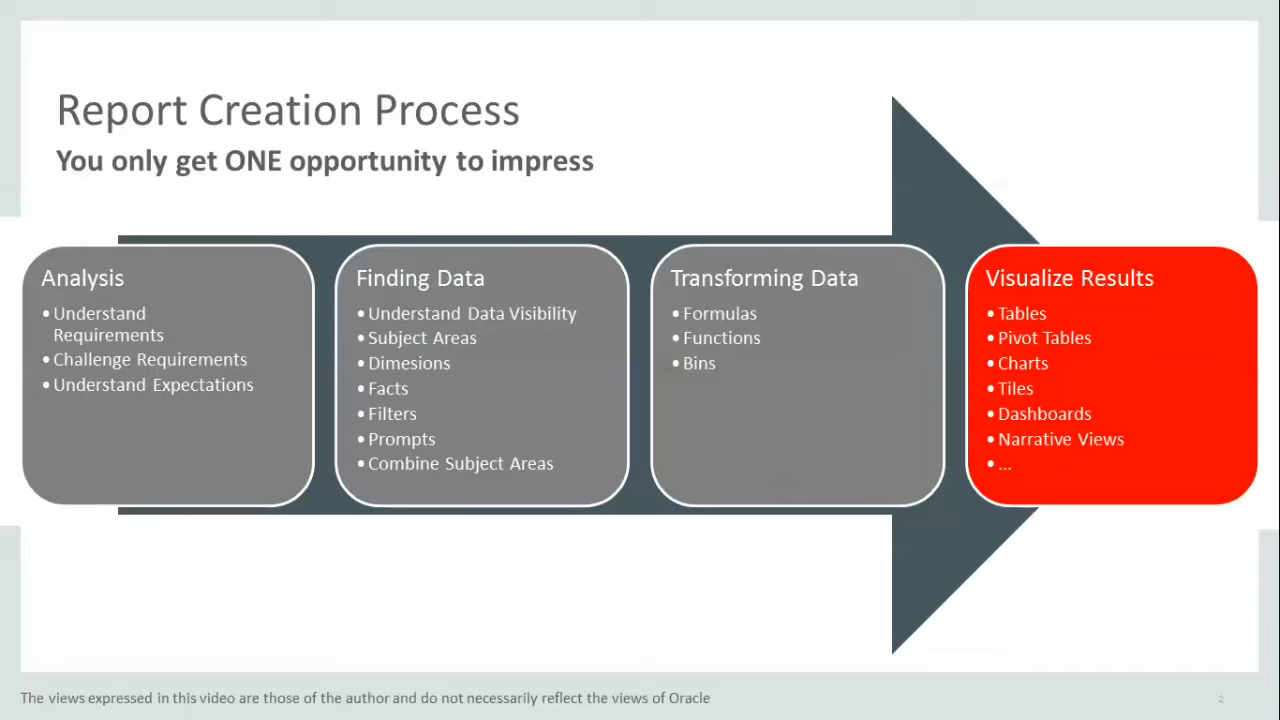 Report Creation Process
You only get ONE opportunity to impress
Analysis
• Understand
Requirements
• Challenge Requirements
• Understand Expectations
Finding Data
• Understand Data Visibility
• Subject Areas
• Dimesions
• Facts
• Filters
• Prompts
• Combine Subject Areas
Transforming Data
• Formulas
• Functions
• Bins
Visualize Results
• Tables
• Pivot Tables
• Charts
• Tiles
• Dashboards
• Narrative Views
• ...
The views expressed in this video are those of the author and do not necessarily reflect the views of Oracle
2